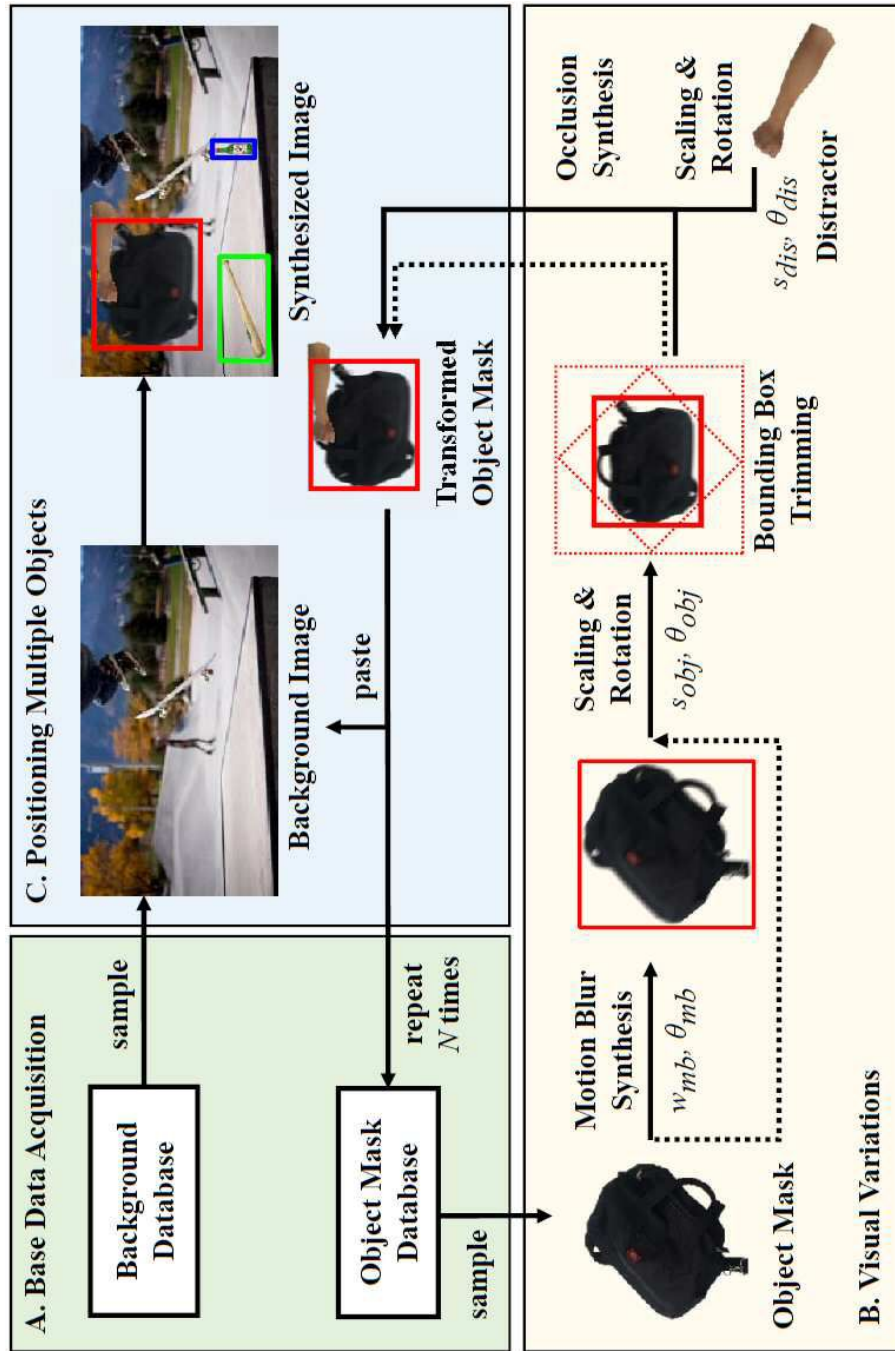 A. Base Data Acquisition
Background
Database
sample
Object Mask
Database
repeat
N times
sample
C. Positioning Multiple Objects
Background Image
paste
Synthesized Image
Transformed
Object Mask
B. Visual Variations
Object Mask
Motion Blur
Synthesis
w_mb, θ_mb
Scaling &
Rotation
s_obj, θ_obj
Bounding Box
Trimming
Occlusion
Synthesis
Scaling &
Rotation
s_dis, θ_dis
Distractor